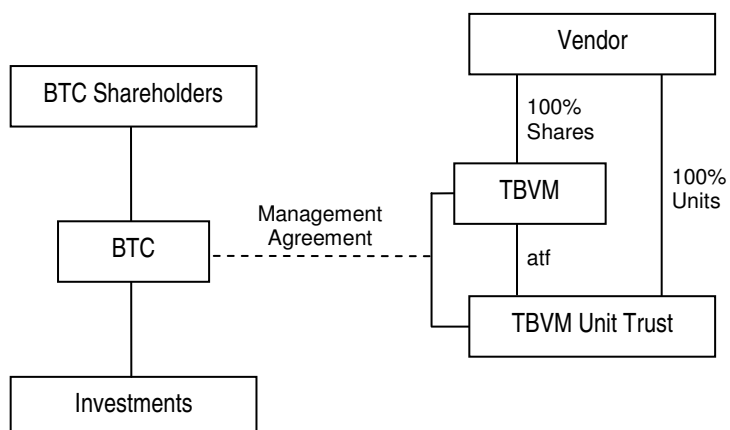 Vendor
BTC Shareholders
100%
Shares
TBVM
100%
Units
Management
Agreement
BTC
atf
TBVM Unit Trust
Investments